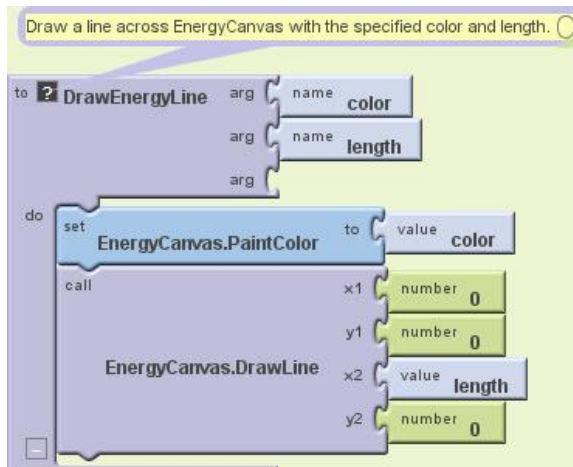 Draw a line across EnergyCanvas with the specified color and length.
to ? DrawEnergyLine arg name color
arg name length
arg
do
set EnergyCanvas.PaintColor to value color
call EnergyCanvas.DrawLine
x1 number 0
y1 number 0
x2 value length
y2 number 0